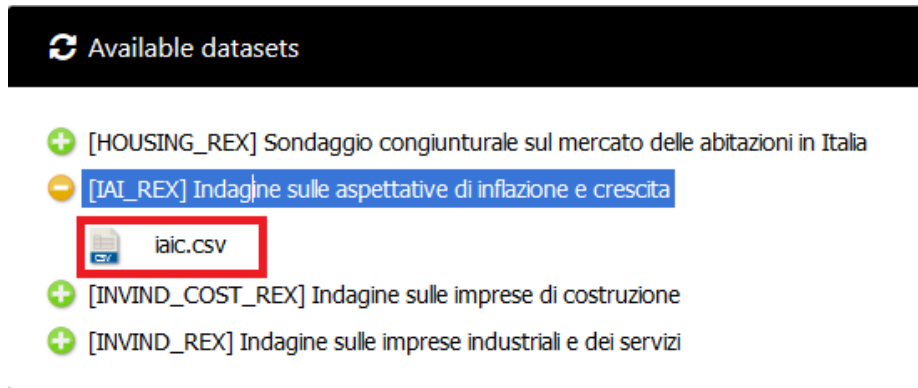 Available datasets
[HOUSING_REX] Sondaggio congiunturale sul mercato delle abitazioni in Italia
[IAI_REX] Indagine sulle aspettative di inflazione e crescita
CSV iaic.csv
[INVIND_COST_REX] Indagine sulle imprese di costruzione
[INVIND_REX] Indagine sulle imprese industriali e dei servizi